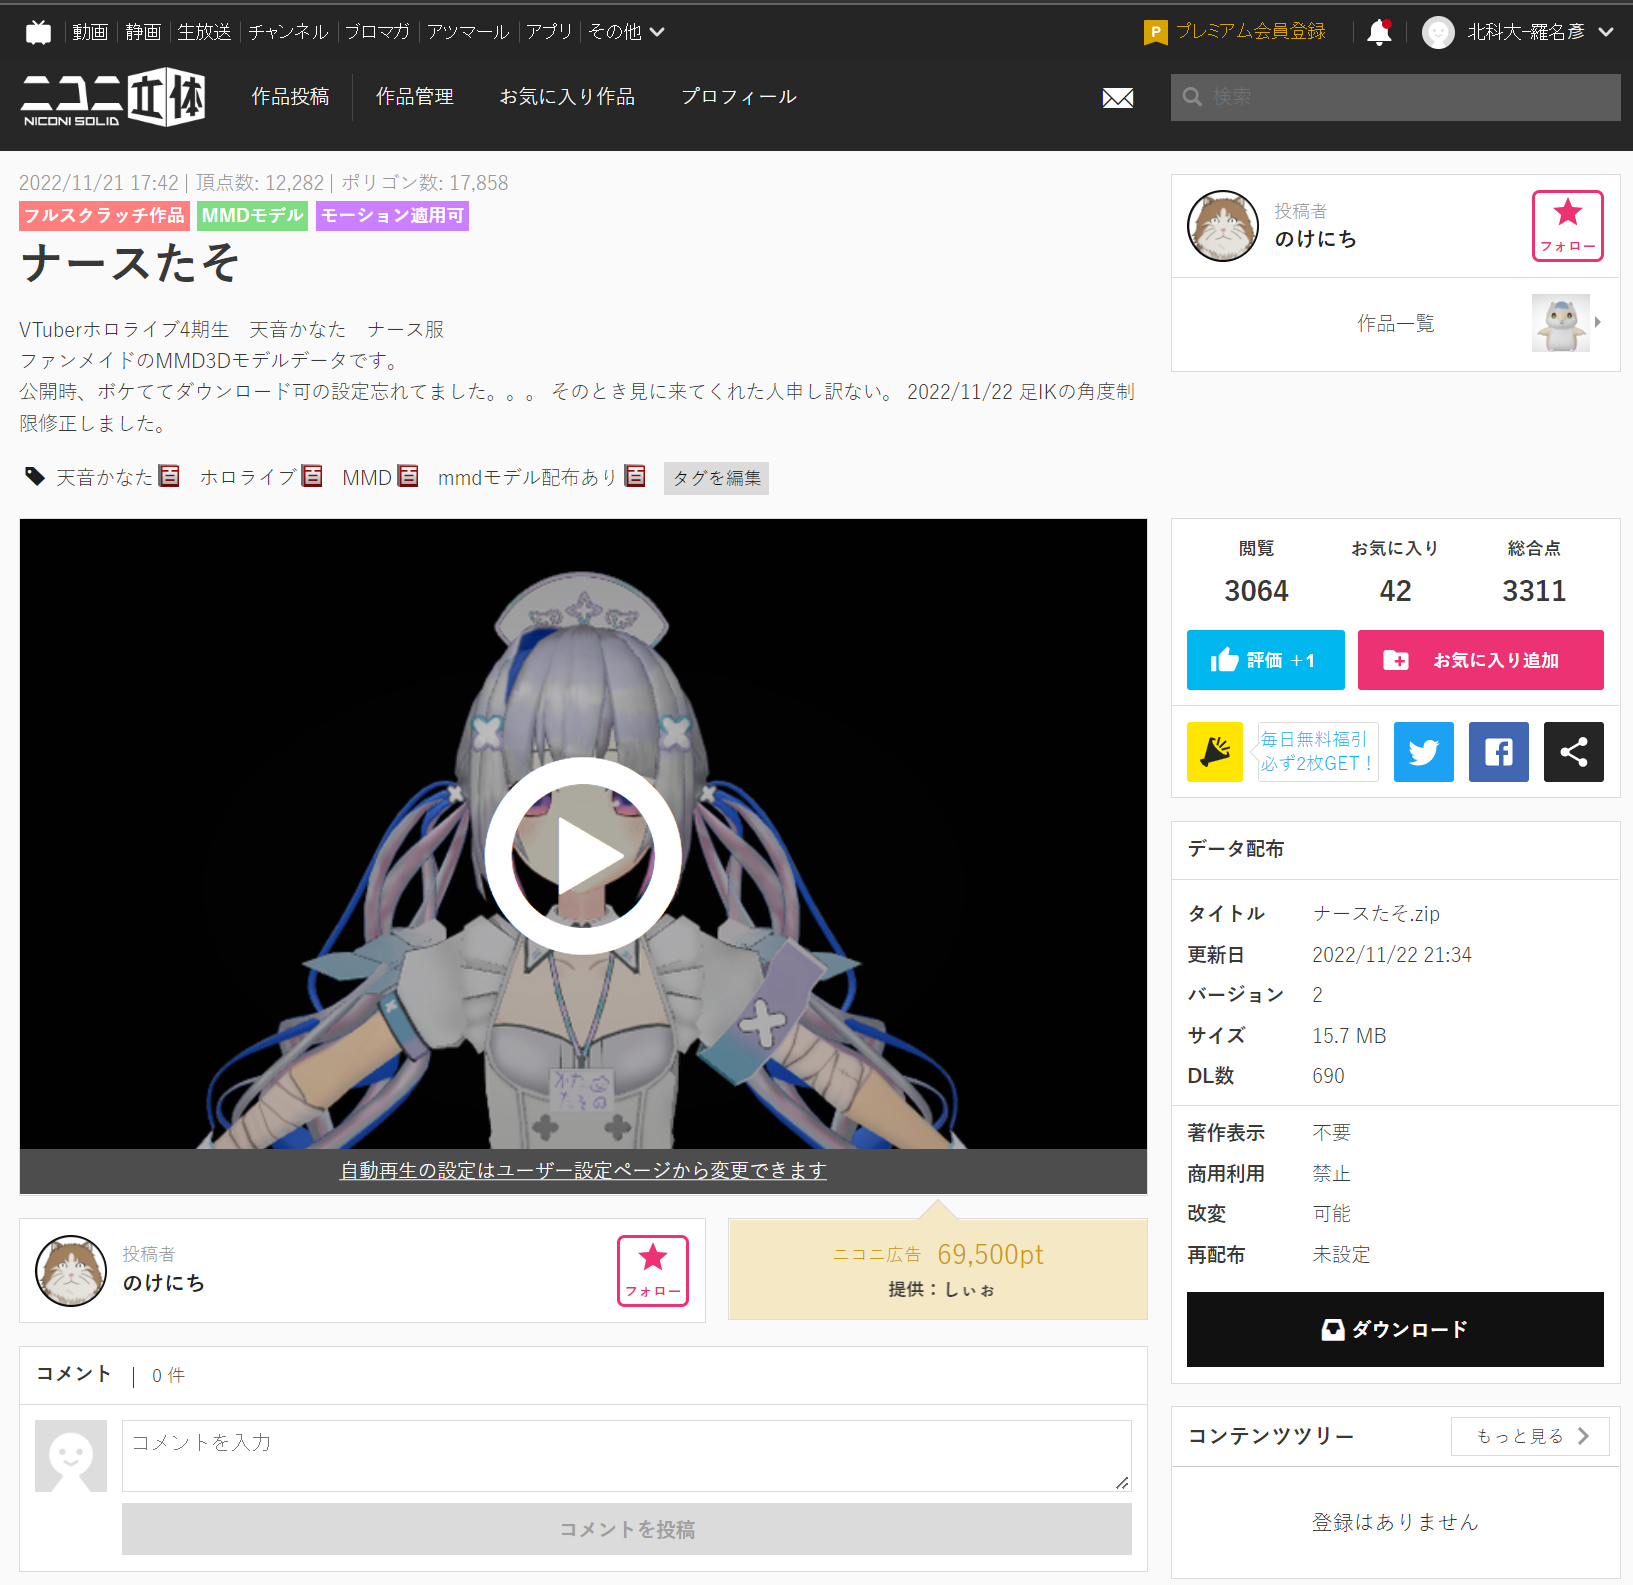 動画 静画 生放送 チャンネル ブロマガ アツマール アプリ その他
P プレミアム会員登録
北科大-羅名彥
ニコニ立体
NICONI SOLID
作品投稿 作品管理 お気に入り作品 プロフィール
検索
2022/11/21 17:42 | 頂点数: 12,282 | ポリゴン数: 17,858
フルスクラッチ作品 MMDモデル モーション適用可
ナースたそ
VTuberホロライブ4期生 天音かなた ナース服
ファンメイドのMMD3Dモデルデータです。
公開時、ボケててダウンロード可の設定忘れてました。。。 そのとき見に来てくれた人申し訳ない。 2022/11/22 足IKの角度制
限修正しました。
天音かなた 百 ホロライブ 百 MMD 百 mmdモデル配布あり 百 タグを編集
自動再生の設定はユーザー設定ページから変更できます
投稿者
のけにち
フォロー
ニコニ広告 69,500pt
提供：しぃぉ
コメント | 0 件
コメントを入力
コメントを投稿
投稿者
のけにち
フォロー
作品一覧
閲覧 お気に入り 総合点
3064 42 3311
評価 +1 お気に入り追加
毎日無料福引
必ず2枚GET！
データ配布
タイトル ナースたそ.zip
更新日 2022/11/22 21:34
バージョン 2
サイズ 15.7 MB
DL数 690
著作表示 不要
商用利用 禁止
改変 可能
再配布 未設定
ダウンロード
コンテンツツリー もっと見る
登録はありません